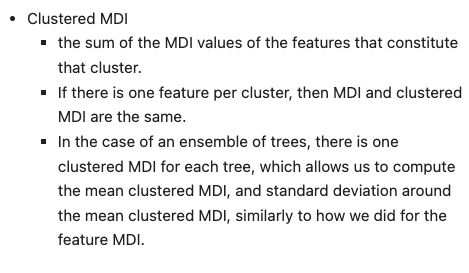 • Clustered MDI
▪ the sum of the MDI values of the features that constitute
that cluster.
▪ If there is one feature per cluster, then MDI and clustered
MDI are the same.
▪ In the case of an ensemble of trees, there is one
clustered MDI for each tree, which allows us to compute
the mean clustered MDI, and standard deviation around
the mean clustered MDI, similarly to how we did for the
feature MDI.